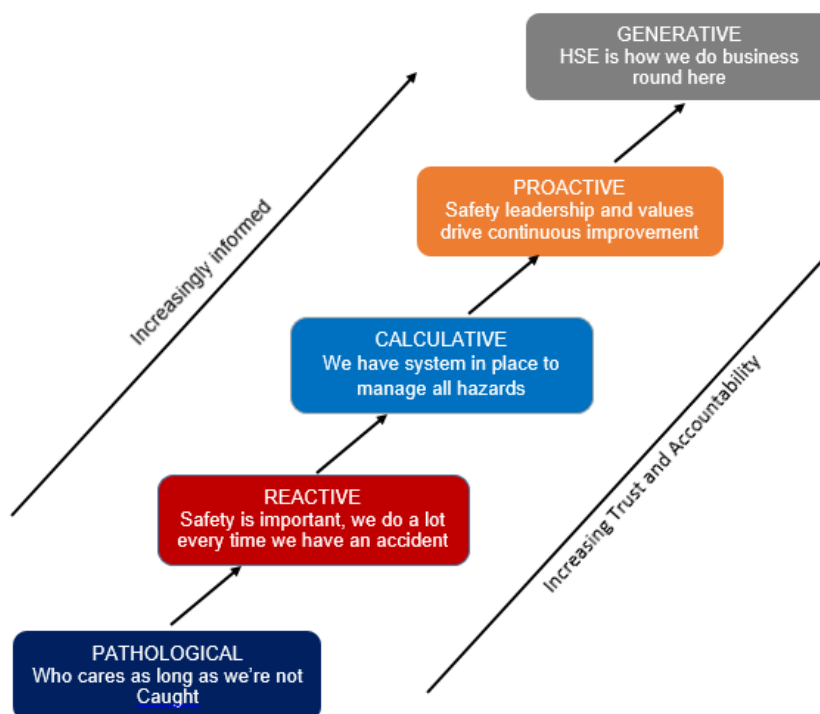 GENERATIVE
HSE is how we do business
round here
Increasingly informed
PROACTIVE
Safety leadership and values
drive continuous improvement
CALCULATIVE
We have system in place to
manage all hazards
Increasing Trust and Accountability
REACTIVE
Safety is important, we do a lot
every time we have an accident
PATHOLOGICAL
Who cares as long as we're not
Caught